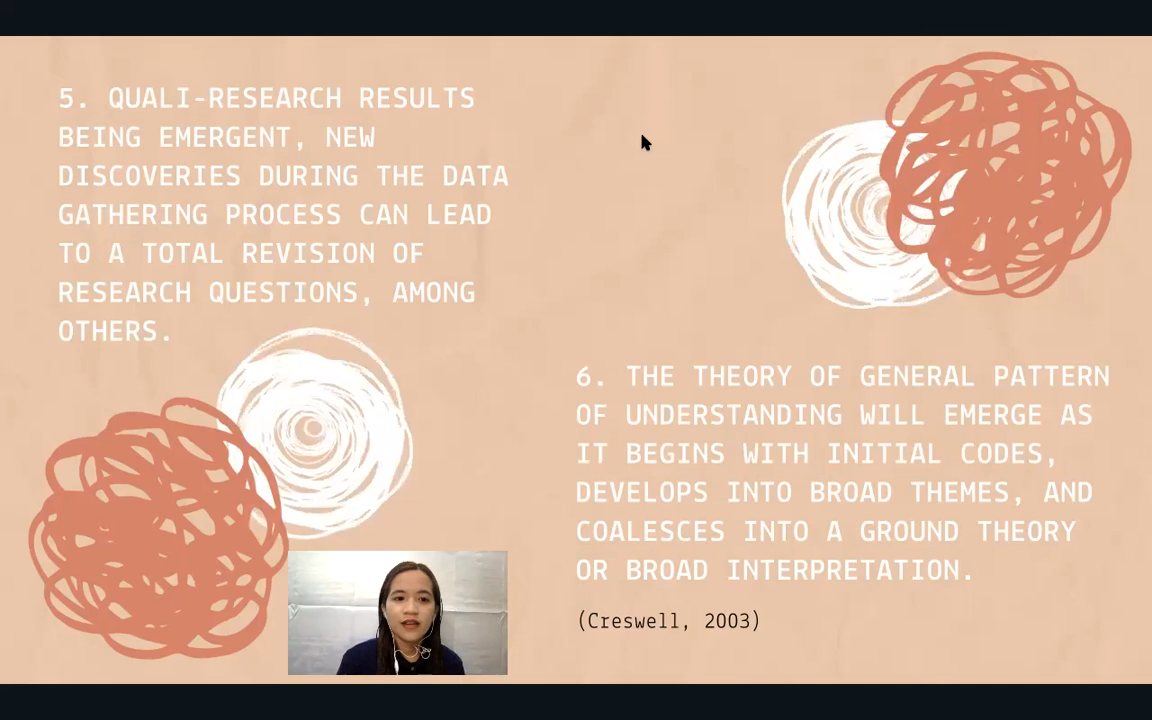 5. QUALI-RESEARCH RESULTS
BEING EMERGENT, NEW
DISCOVERIES DURING THE DATA
GATHERING PROCESS CAN LEAD
TO A TOTAL REVISION OF
RESEARCH QUESTIONS, AMONG
OTHERS.
6. THE THEORY OF GENERAL PATTERN
OF UNDERSTANDING WILL EMERGE AS
IT BEGINS WITH INITIAL CODES,
DEVELOPS INTO BROAD THEMES, AND
COALESCES INTO A GROUND THEORY
OR BROAD INTERPRETATION.
(Creswell, 2003)